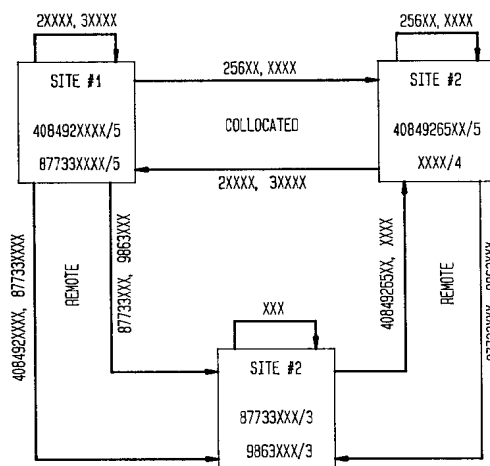 2XXXX, 3XXXX
256XX, XXXX
SITE #1
256XX, XXXX
SITE #2
COLLOCATED
408492XXXX/5
40849265XX/5
87733XXXX/5
XXXX/4
2XXXX, 3XXXX
408492XXXX, 87733XXXX
REMOTE
87733XXX, 9863XXX
40849265XX, XXXX
REMOTE
XXX
SITE #2
87733XXX/3
9863XXX/3